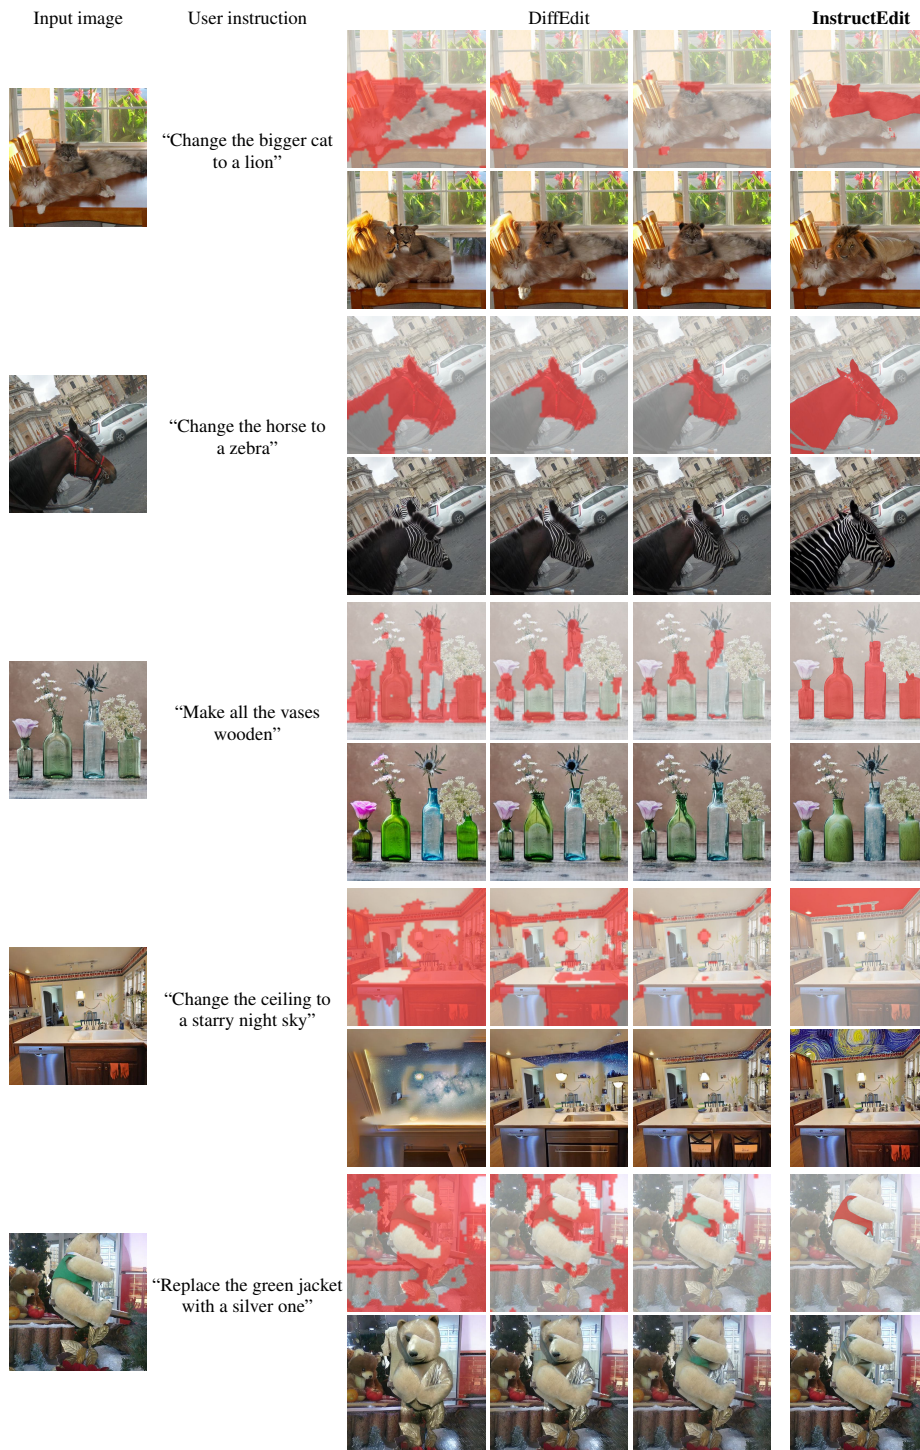 Input image
User instruction
DiffEdit
InstructEdit
“Change the bigger cat
to a lion”
“Change the horse to
a zebra”
“Make all the vases
wooden”
“Change the ceiling to
a starry night sky”
“Replace the green jacket
with a silver one”